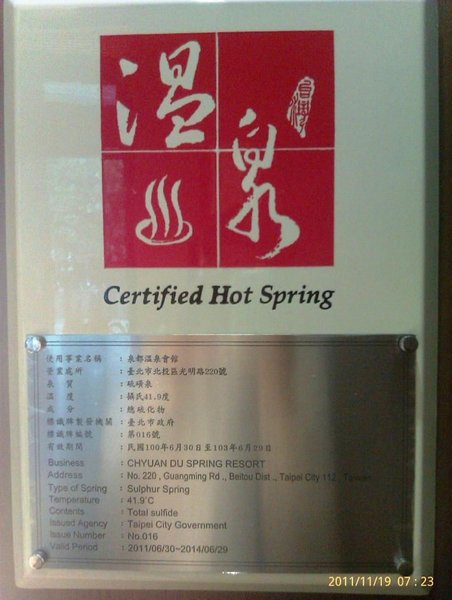 溫泉
Certified Hot Spring
使用事業名稱 : 泉都溫泉會館
營業處所 : 臺北市北投區光明路220號
泉質 : 硫磺泉
溫度 : 攝氏41.9度
成分 : 總硫化物
標識牌製發機關 : 臺北市政府
標識牌編號 : 第016號
有效期間 : 民國100年6月30日至103年6月29日
Business : CHYUAN DU SPRING RESORT
Address : No. 220 , Guangming Rd ., Beitou Dist ., Taipei City 112 , Taiwan
Type of Spring : Sulphur Spring
Temperature : 41.9°C
Contents : Total sulfide
Issued Agency : Taipei City Government
Issue Number : No.016
Valid Period : 2011/06/30~2014/06/29
2011/11/19 07:23